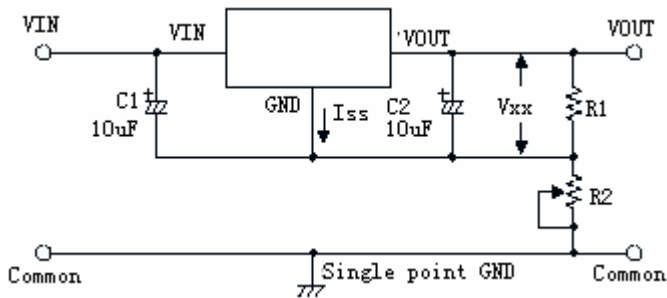 VIN
VIN
VOUT
VOUT
C1
10uF
GND
Iss
C2
10uF
Vxx
R1
R2
Common
Single point GND
Common